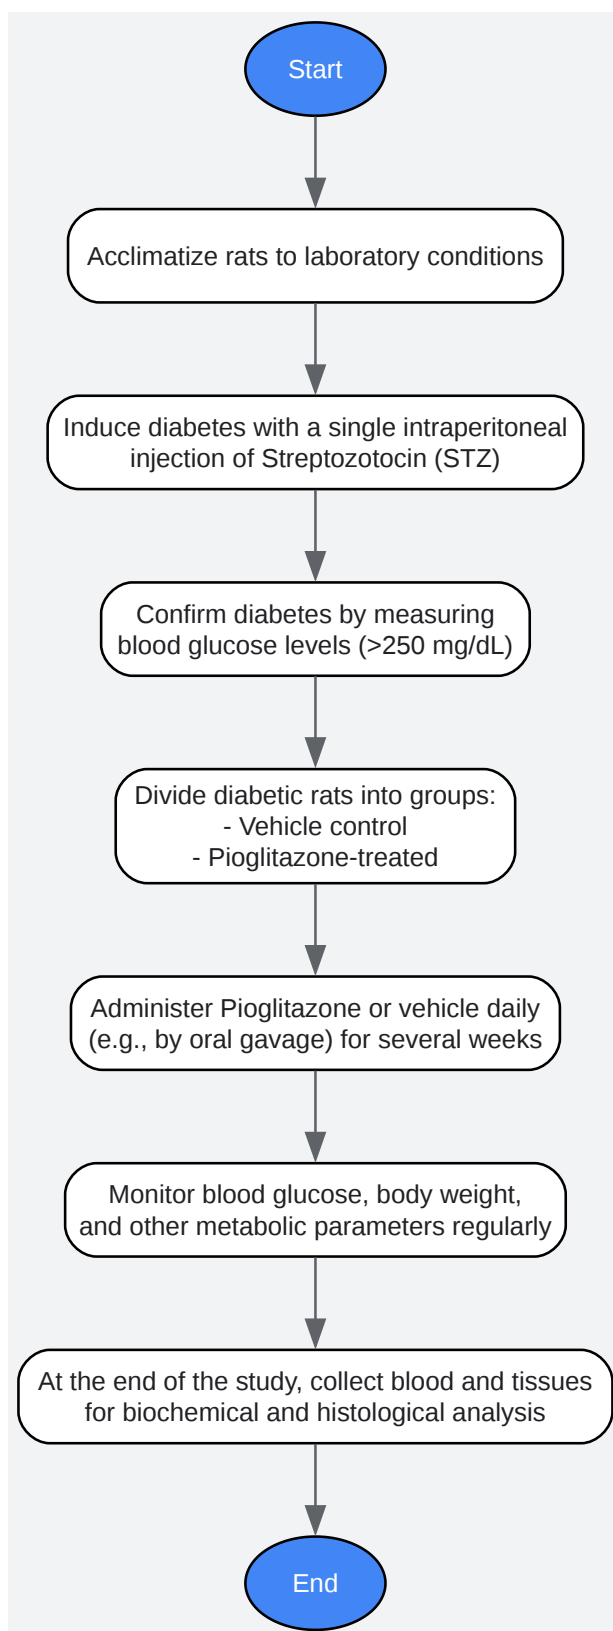 Start
Acclimatize rats to laboratory conditions
Induce diabetes with a single intraperitoneal
injection of Streptozotocin (STZ)
Confirm diabetes by measuring
blood glucose levels (>250 mg/dL)
Divide diabetic rats into groups:
- Vehicle control
- Pioglitazone-treated
Administer Pioglitazone or vehicle daily
(e.g., by oral gavage) for several weeks
Monitor blood glucose, body weight,
and other metabolic parameters regularly
At the end of the study, collect blood and tissues
for biochemical and histological analysis
End